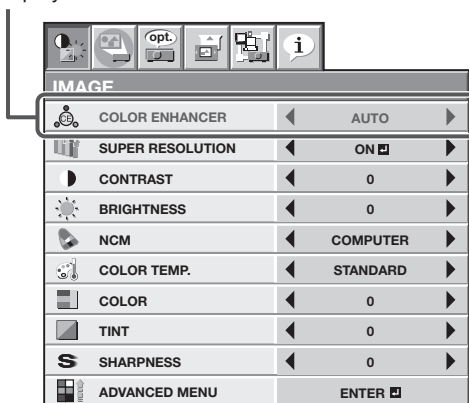 opt.
i
IMAGE
CE COLOR ENHANCER AUTO
SUPER RESOLUTION ON
CONTRAST 0
BRIGHTNESS 0
NCM COMPUTER
COLOR TEMP. STANDARD
COLOR 0
TINT 0
S SHARPNESS 0
ADVANCED MENU ENTER